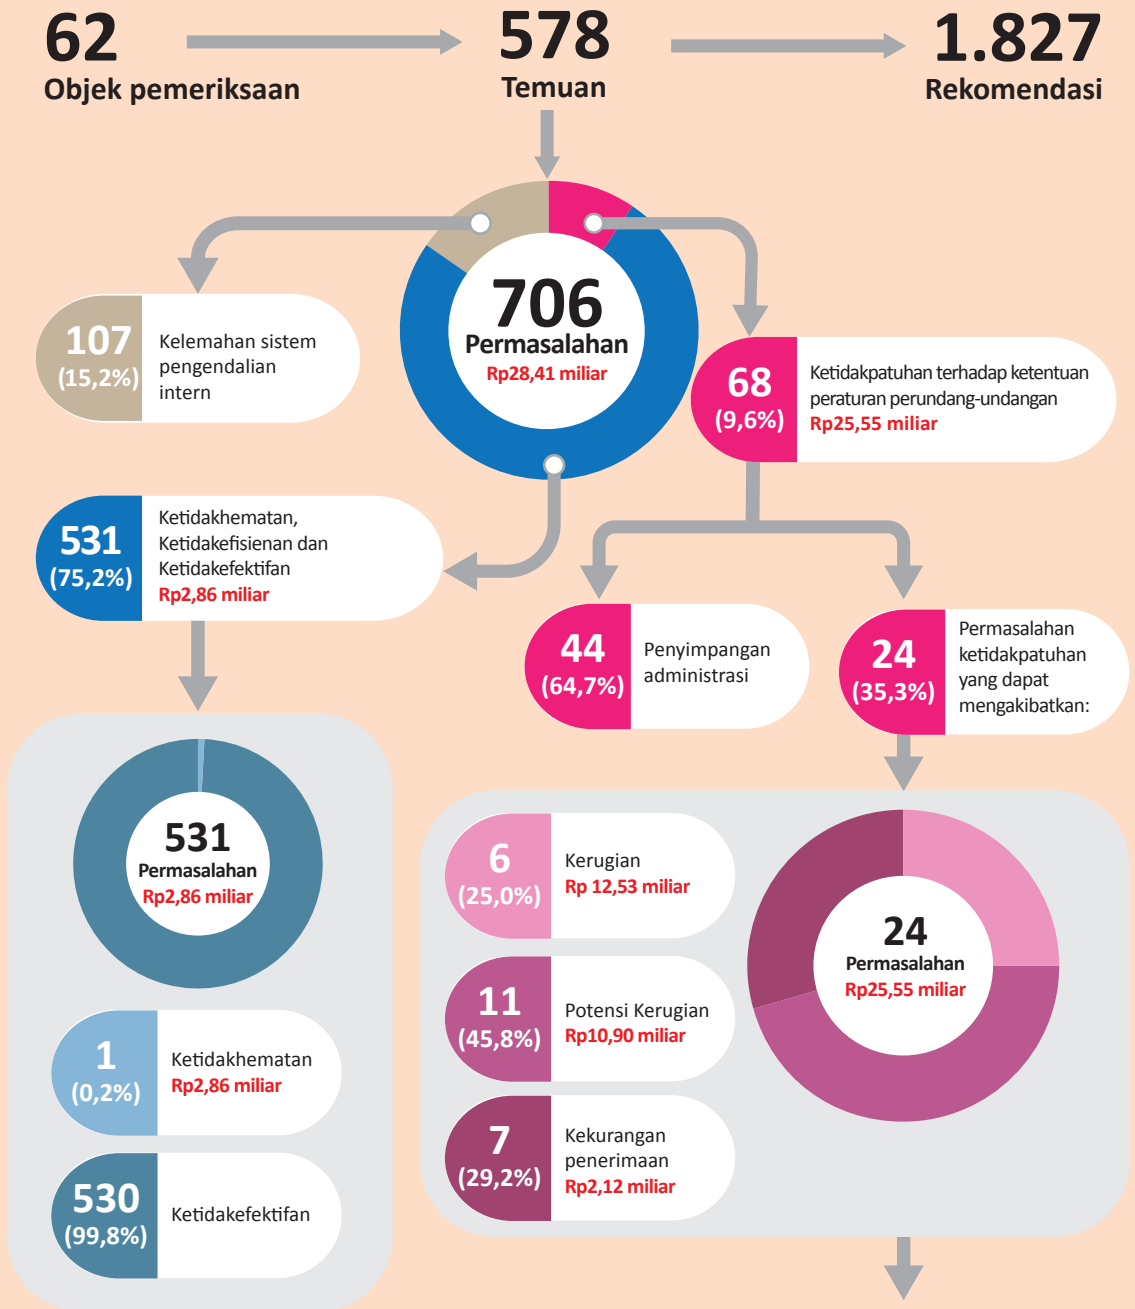 62
Objek pemeriksaan
578
Temuan
1.827
Rekomendasi
706
Permasalahan
Rp28,41 miliar
107
(15,2%)
Kelemahan sistem
pengendalian
intern
68
(9,6%)
Ketidakpatuhan terhadap ketentuan
peraturan perundang-undangan
Rp25,55 miliar
531
(75,2%)
Ketidakhematan,
Ketidakefisienan dan
Ketidakefektifan
Rp2,86 miliar
44
(64,7%)
Penyimpangan
administrasi
24
(35,3%)
Permasalahan
ketidakpatuhan
yang dapat
mengakibatkan:
531
Permasalahan
Rp2,86 miliar
1
(0,2%)
Ketidakhematan
Rp2,86 miliar
530
(99,8%)
Ketidakefektifan
6
(25,0%)
Kerugian
Rp 12,53 miliar
11
(45,8%)
Potensi Kerugian
Rp10,90 miliar
7
(29,2%)
Kekurangan
penerimaan
Rp2,12 miliar
24
Permasalahan
Rp25,55 miliar